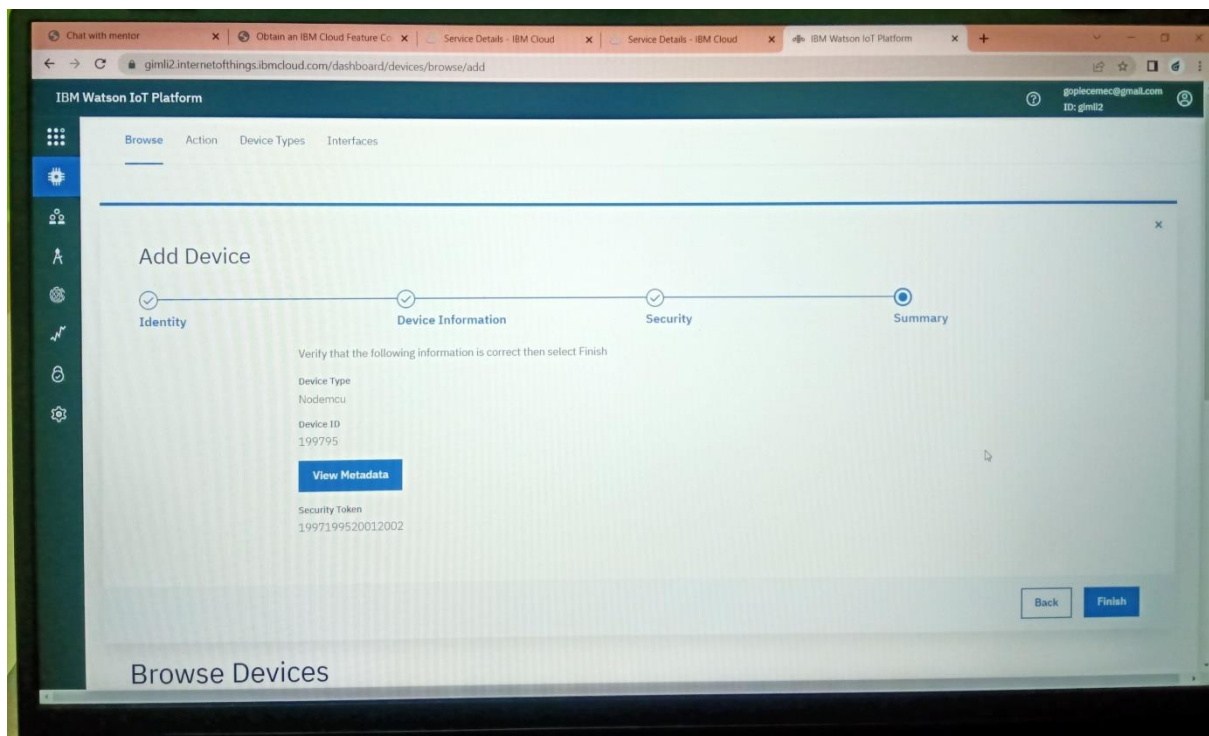 Chat with mentor
Obtain an IBM Cloud Feature Co
Service Details - IBM Cloud
Service Details - IBM Cloud
IBM Watson IoT Platform
gimli2.internetofthings.ibmcloud.com/dashboard/devices/browse/add
IBM Watson IoT Platform
goplecemec@gmail.com
ID: gimli2
Browse Action Device Types Interfaces
Add Device
Identity Device Information Security Summary
Verify that the following information is correct then select Finish
Device Type
Nodemcu
Device ID
199795
View Metadata
Security Token
1997199520012002
Back Finish
Browse Devices